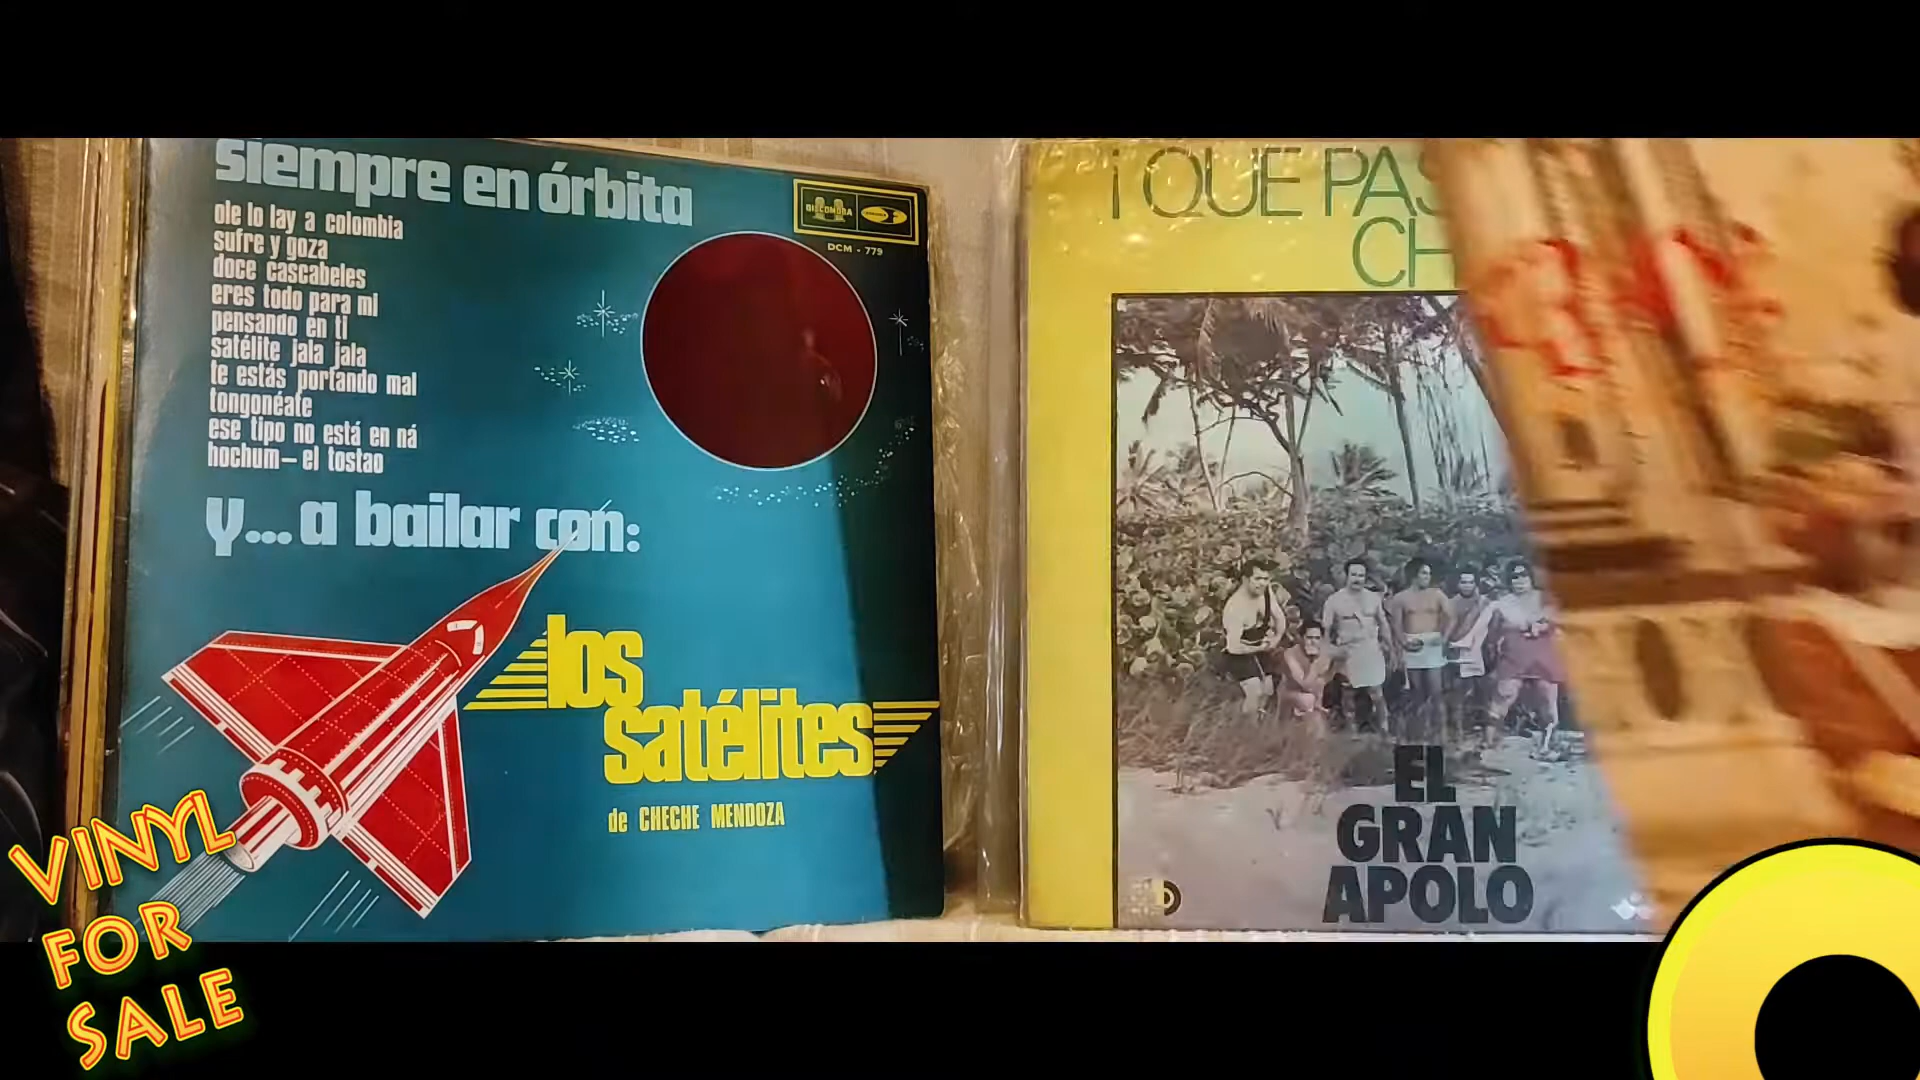 siempre en órbita
ole lo lay a colombia
sufre y goza
doce cascabeles
eres todo para mi
pensando en ti
satélite jala jala
te estás portando mal
tongonéate
ese tipo no está en ná
hochum–el tostao
y... a bailar con:
los
satélites
de CHECHE MENDOZA
DISCOMODA
DCM - 779
¡QUE PAS
CH
EL
GRAN
APOLO
VINYL
FOR
SALE